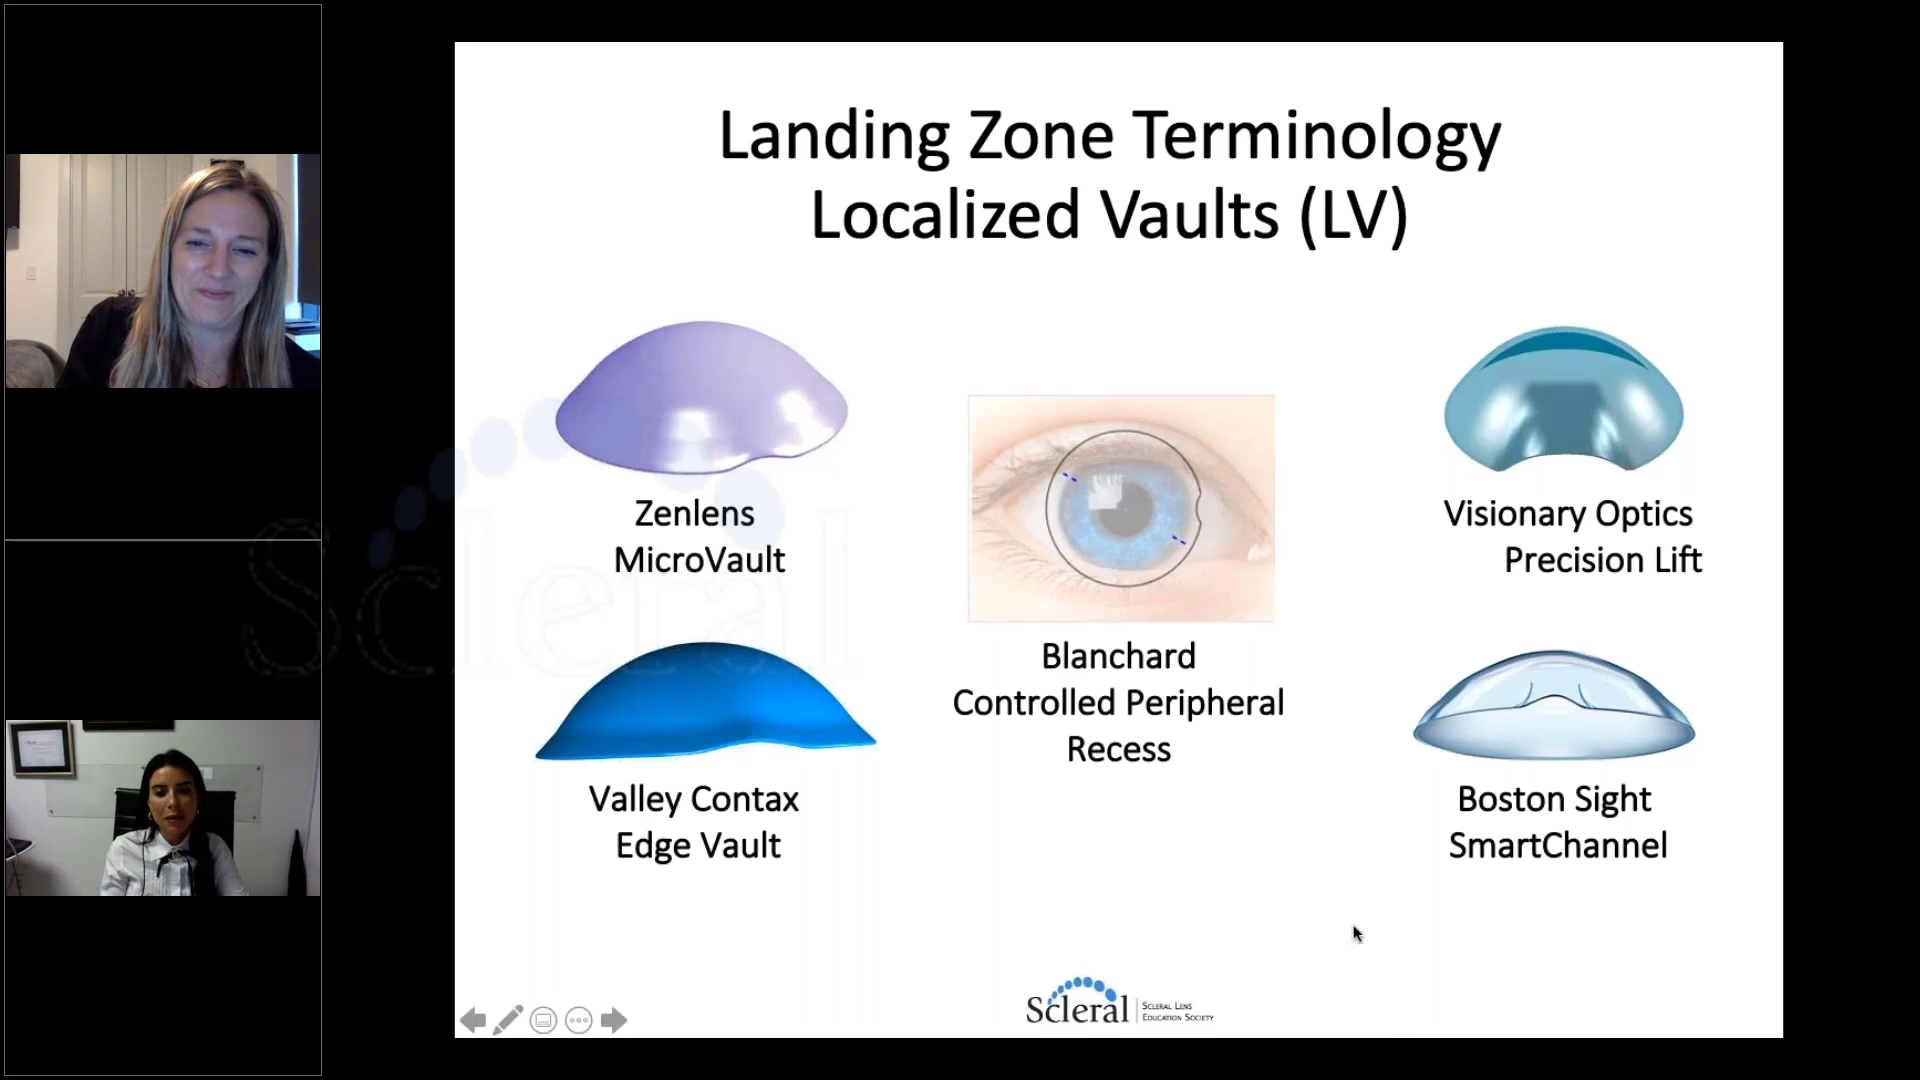 Landing Zone Terminology
Localized Vaults (LV)
Zenlens
MicroVault
Visionary Optics
Precision Lift
Blanchard
Controlled Peripheral
Recess
Valley Contax
Edge Vault
Boston Sight
SmartChannel
Scleral
Scleral Lens
Education Society
Scleral